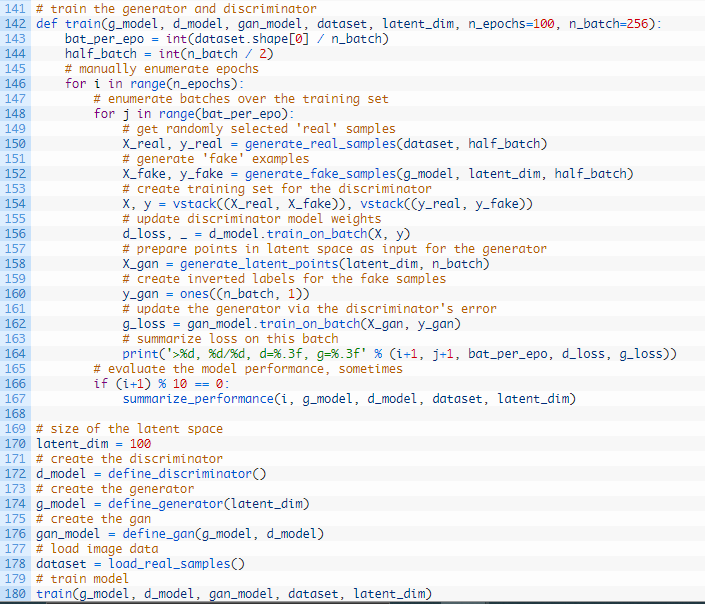 141 # train the generator and discriminator
142 def train(g_model, d_model, gan_model, dataset, latent_dim, n_epochs=100, n_batch=256):
143     bat_per_epo = int(dataset.shape[0] / n_batch)
144     half_batch = int(n_batch / 2)
145     # manually enumerate epochs
146     for i in range(n_epochs):
147         # enumerate batches over the training set
148         for j in range(bat_per_epo):
149             # get randomly selected 'real' samples
150             X_real, y_real = generate_real_samples(dataset, half_batch)
151             # generate 'fake' examples
152             X_fake, y_fake = generate_fake_samples(g_model, latent_dim, half_batch)
153             # create training set for the discriminator
154             X, y = vstack((X_real, X_fake)), vstack((y_real, y_fake))
155             # update discriminator model weights
156             d_loss, _ = d_model.train_on_batch(X, y)
157             # prepare points in latent space as input for the generator
158             X_gan = generate_latent_points(latent_dim, n_batch)
159             # create inverted labels for the fake samples
160             y_gan = ones((n_batch, 1))
161             # update the generator via the discriminator's error
162             g_loss = gan_model.train_on_batch(X_gan, y_gan)
163             # summarize loss on this batch
164             print('>%d, %d/%d, d=%.3f, g=%.3f' % (i+1, j+1, bat_per_epo, d_loss, g_loss))
165         # evaluate the model performance, sometimes
166         if (i+1) % 10 == 0:
167             summarize_performance(i, g_model, d_model, dataset, latent_dim)
168
169 # size of the latent space
170 latent_dim = 100
171 # create the discriminator
172 d_model = define_discriminator()
173 # create the generator
174 g_model = define_generator(latent_dim)
175 # create the gan
176 gan_model = define_gan(g_model, d_model)
177 # load image data
178 dataset = load_real_samples()
179 # train model
180 train(g_model, d_model, gan_model, dataset, latent_dim)